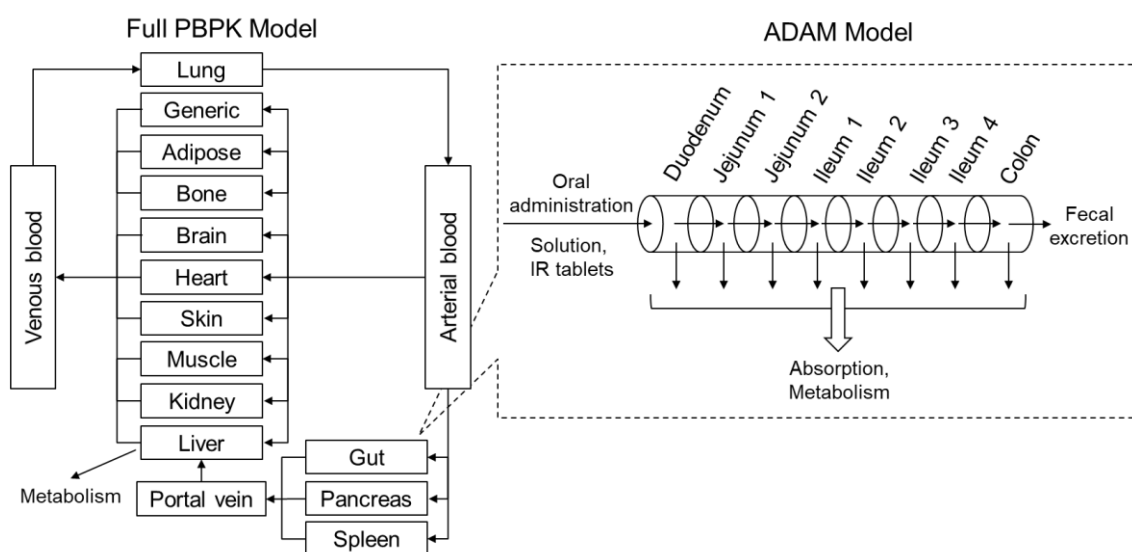 Full PBPK Model
Lung
Generic
Adipose
Bone
Brain
Heart
Skin
Muscle
Kidney
Liver
Venous blood
Arterial blood
Metabolism
Portal vein
Gut
Pancreas
Spleen
ADAM Model
Oral
administration
Solution,
IR tablets
Duodenum
Jejunum 1
Jejunum 2
Ileum 1
Ileum 2
Ileum 3
Ileum 4
Colon
Fecal
excretion
Absorption,
Metabolism